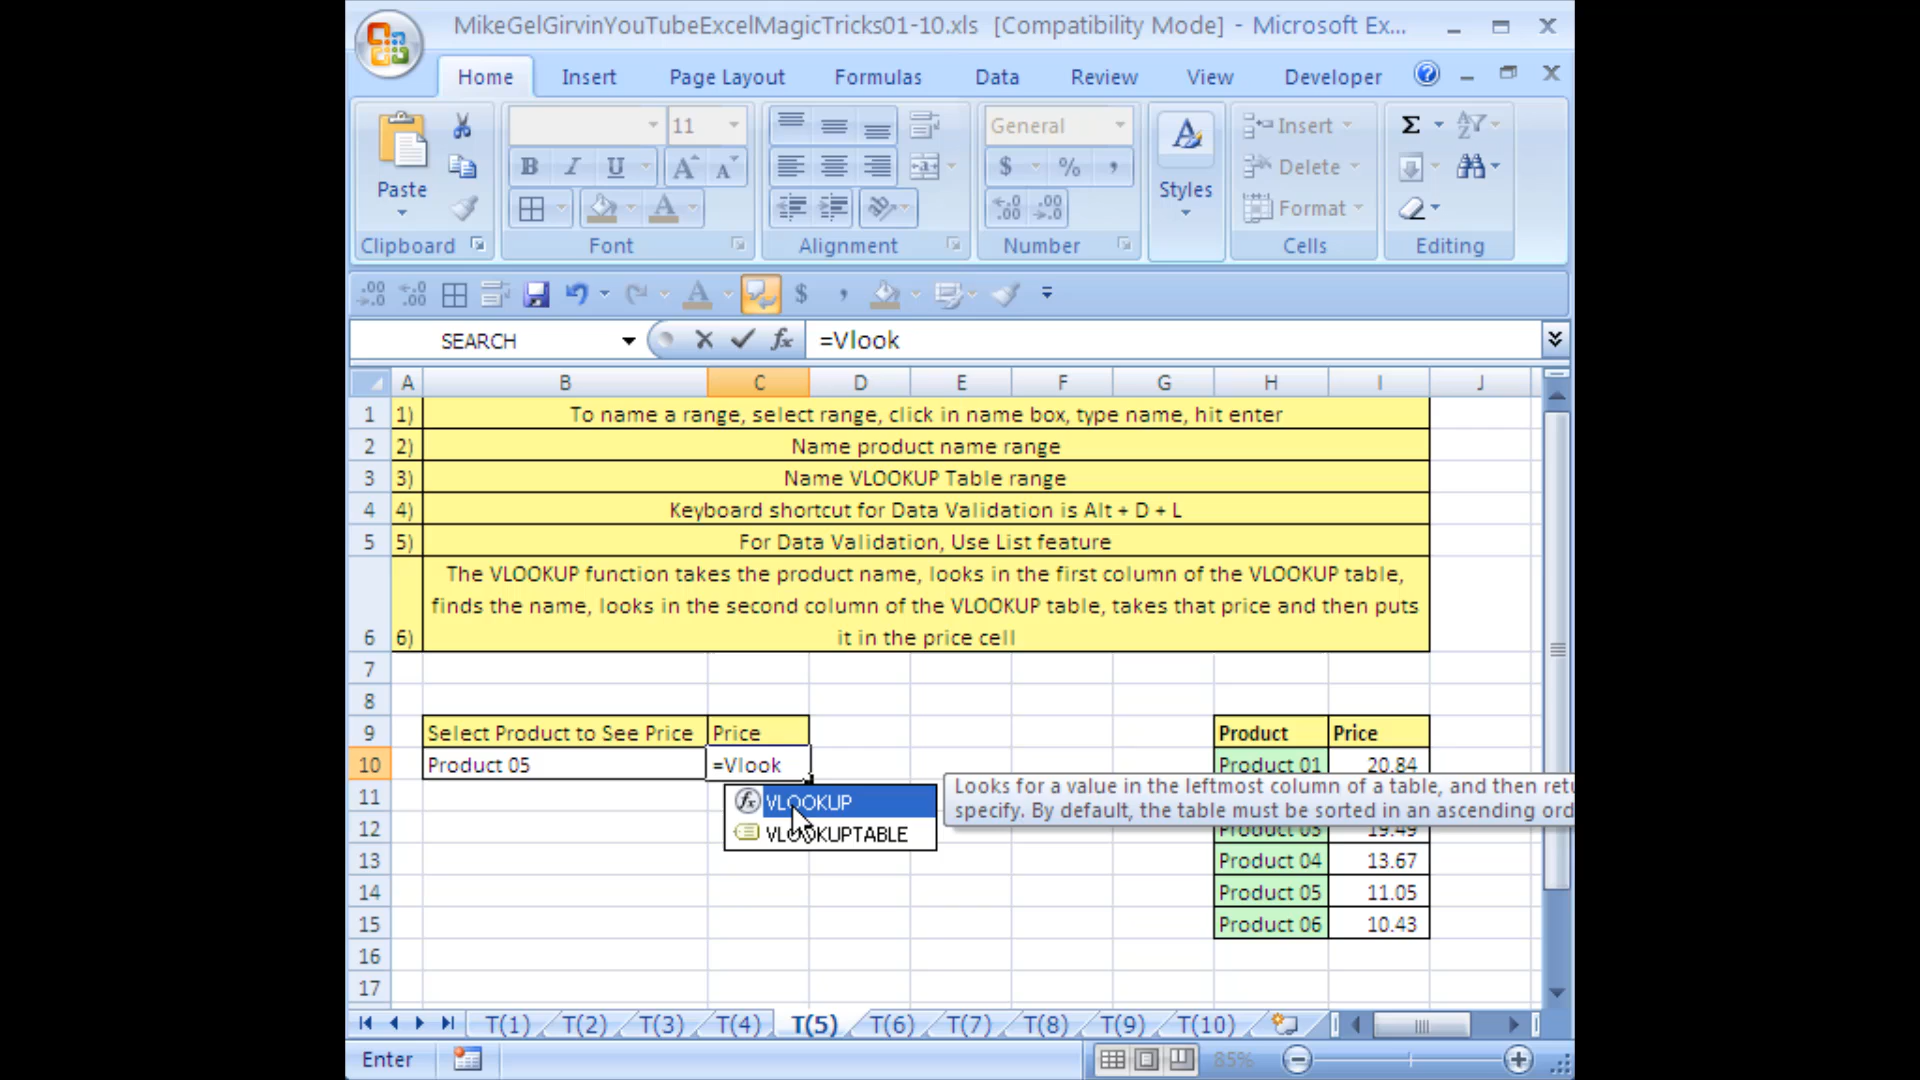 MikeGelGirvinYouTubeExcelMagicTricks01-10.xls [Compatibility Mode] - Microsoft Ex...
Home Insert Page Layout Formulas Data Review View Developer
11 General
Paste Styles Insert Delete Format
Clipboard Font Alignment Number Cells Editing
SEARCH =Vlook
A B C D E F G H I J
1 1) To name a range, select range, click in name box, type name, hit enter
2 2) Name product name range
3 3) Name VLOOKUP Table range
4 4) Keyboard shortcut for Data Validation is Alt + D + L
5 5) For Data Validation, Use List feature
The VLOOKUP function takes the product name, looks in the first column of the VLOOKUP table,
finds the name, looks in the second column of the VLOOKUP table, takes that price and then puts
6 6) it in the price cell
7
8
9 Select Product to See Price Price Product Price
10 Product 05 =Vlook Product 01 20.84
Looks for a value in the leftmost column of a table, and then retu
11 VLOOKUP
specify. By default, the table must be sorted in an ascending ord
12 VLOOKUPTABLE Product 03 19.49
13 Product 04 13.67
14 Product 05 11.05
15 Product 06 10.43
16
17
T(1) T(2) T(3) T(4) T(5) T(6) T(7) T(8) T(9) T(10)
Enter 85%